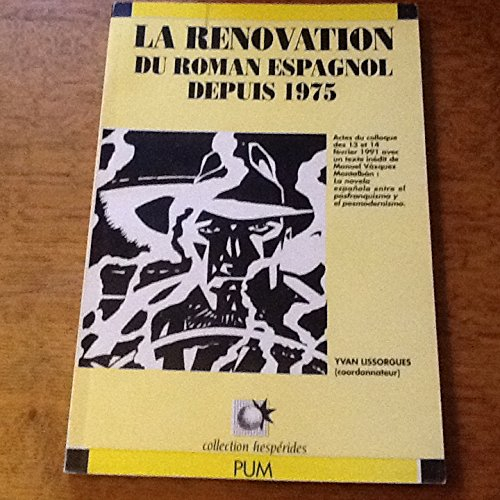 LA RENOVATION
DU ROMAN ESPAGNOL
DEPUIS 1975
Actes du colloque
des 13 et 14
février 1991 avec
un texte inédit de
Manuel Vázquez
Montalbán :
La novela
española entre el
posfranquismo y
el posmodernismo.
YVAN LISSORGUES
(coordonnateur)
collection hespérides
PUM